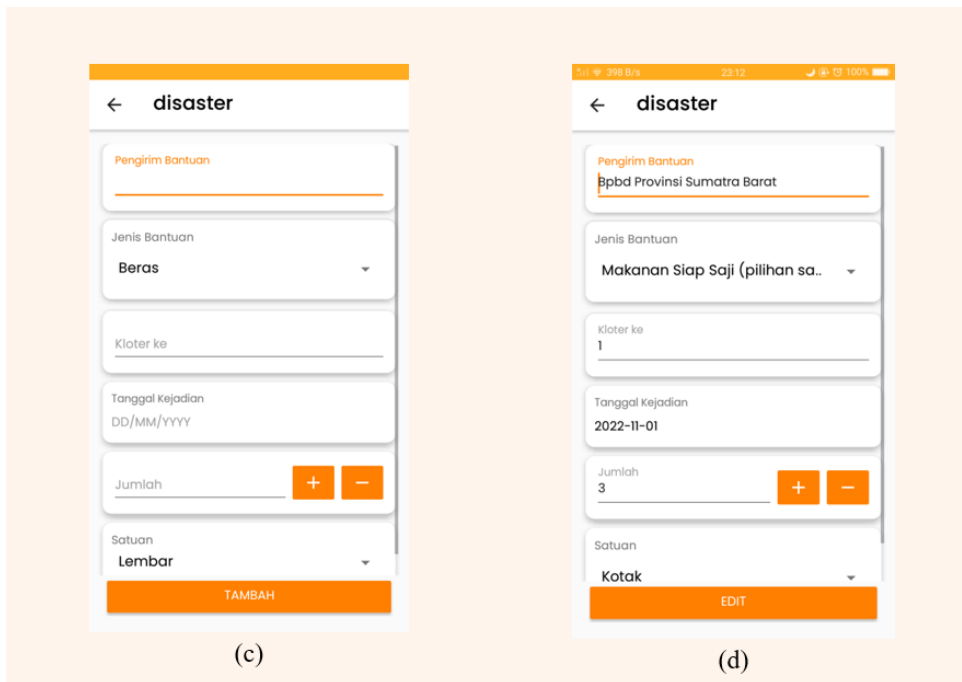 disaster
Pengirim Bantuan
Jenis Bantuan
Beras
Kloter ke
Tanggal Kejadian
DD/MM/YYYY
Jumlah
+ −
Satuan
Lembar
TAMBAH
(c)
398 B/s 23:12 100%
disaster
Pengirim Bantuan
Bpbd Provinsi Sumatra Barat
Jenis Bantuan
Makanan Siap Saji (pilihan sa..
Kloter ke
1
Tanggal Kejadian
2022-11-01
Jumlah
3
+ −
Satuan
Kotak
EDIT
(d)